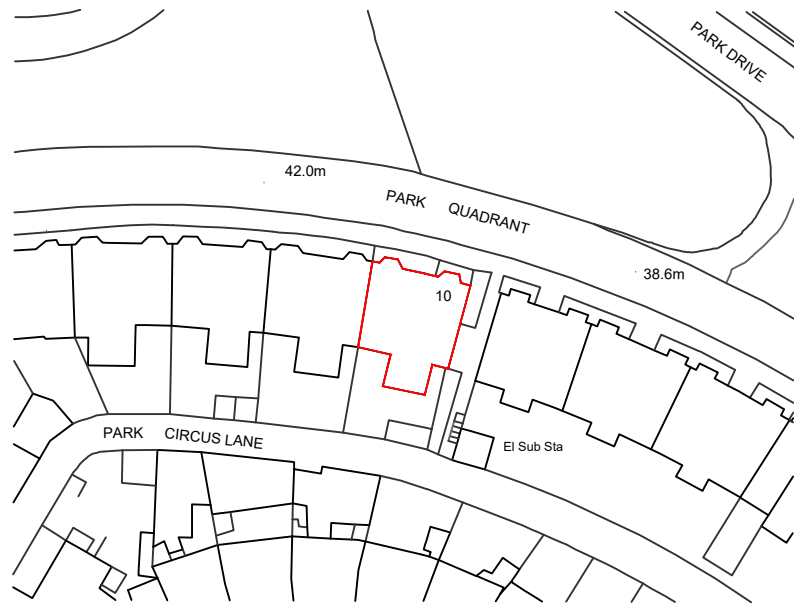 PARK DRIVE
42.0m
PARK QUADRANT
38.6m
10
PARK CIRCUS LANE
El Sub Sta